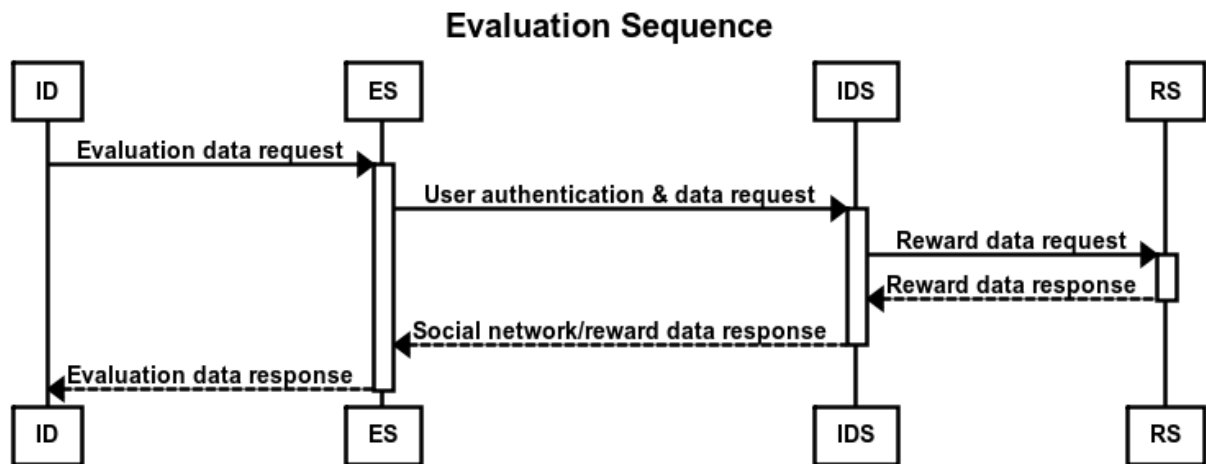 Evaluation Sequence
ID
ES
IDS
RS
Evaluation data request
User authentication & data request
Reward data request
Reward data response
Social network/reward data response
Evaluation data response
ID
ES
IDS
RS